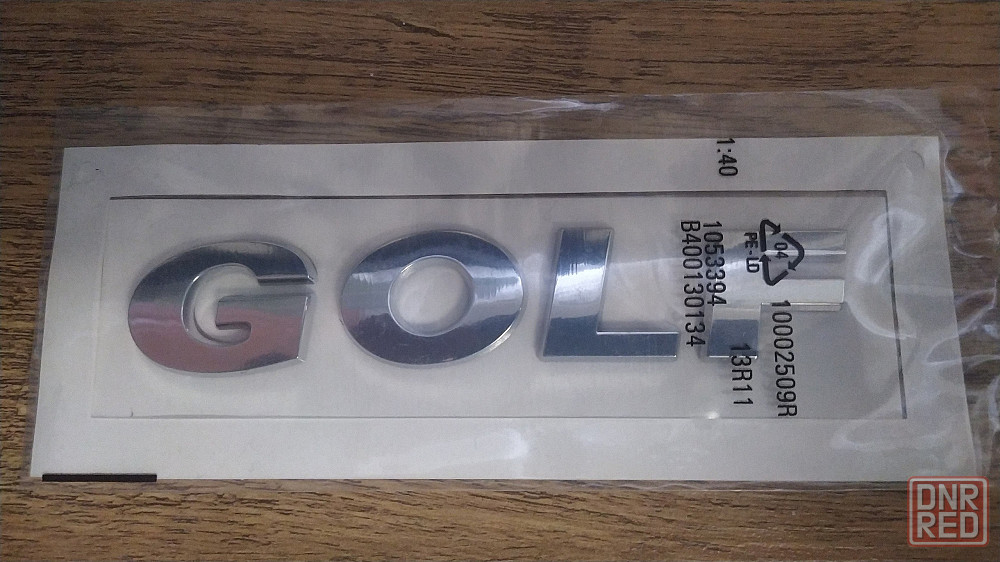 GOLF
1:40
04
PE-LD
1053394
B400130134
10002509R
13R11
DNR
RED